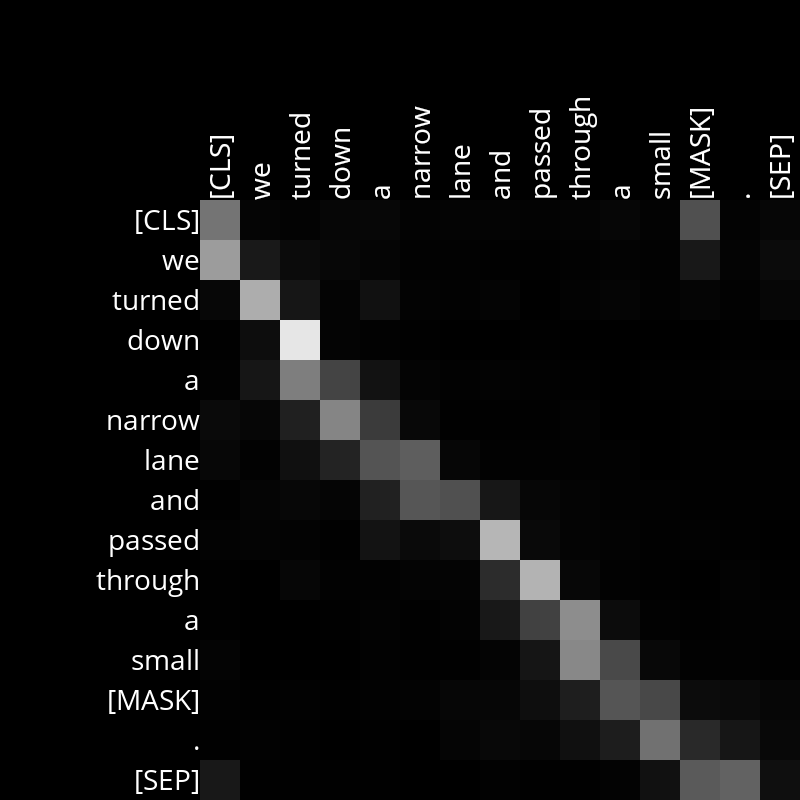 [CLS] we turned down a narrow lane and passed through a small [MASK] . [SEP]
[CLS]
we
turned
down
a
narrow
lane
and
passed
through
a
small
[MASK]
.
[SEP]